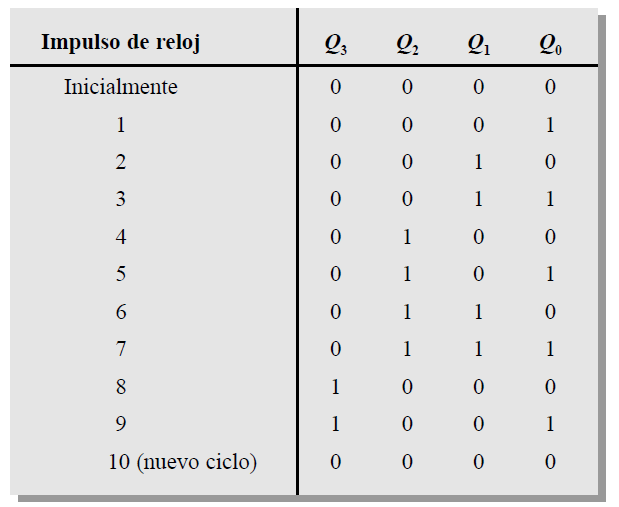 Impulso de reloj Q3 Q2 Q1 Q0
Inicialmente 0 0 0 0
1 0 0 0 1
2 0 0 1 0
3 0 0 1 1
4 0 1 0 0
5 0 1 0 1
6 0 1 1 0
7 0 1 1 1
8 1 0 0 0
9 1 0 0 1
10 (nuevo ciclo) 0 0 0 0